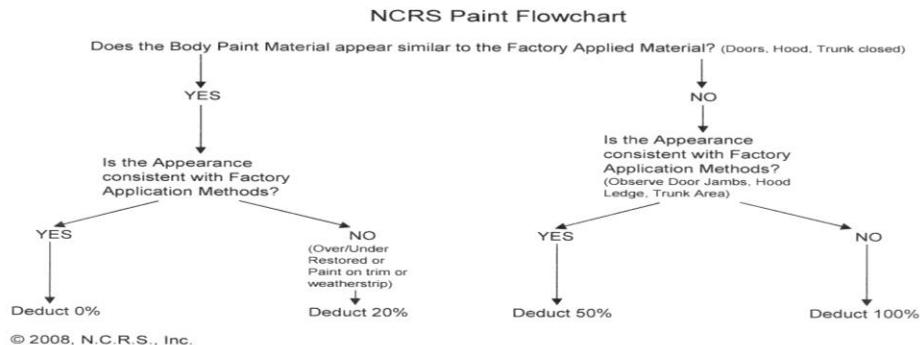 NCRS Paint Flowchart
Does the Body Paint Material appear similar to the Factory Applied Material? (Doors, Hood, Trunk closed)
YES
NO
Is the Appearance
consistent with Factory
Application Methods?
Is the Appearance
consistent with Factory
Application Methods?
(Observe Door Jambs, Hood
Ledge, Trunk Area)
YES
NO
(Over/Under
Restored or
Paint on trim or
weatherstrip)
YES
NO
Deduct 0%
Deduct 20%
Deduct 50%
Deduct 100%
© 2008, N.C.R.S., Inc.